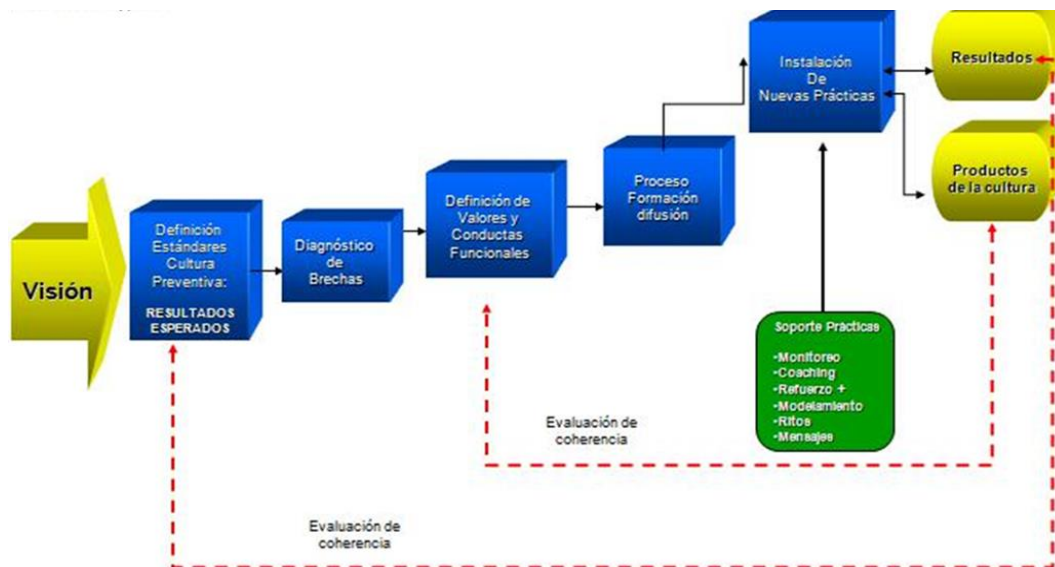 Visión
Definición
Estándares
Cultura
Preventiva:
RESULTADOS
ESPERADOS
Diagnóstico
de
Brechas
Definición de
Valores y
Conductas
Funcionales
Proceso
Formación
difusión
Instalación
De
Nuevas Prácticas
Resultados
Productos
de la cultura
Soporte Prácticas
-Monitoreo
-Coaching
-Refuerzo +
-Modelamiento
-Ritos
-Mensajes
Evaluación de
coherencia
Evaluación de
coherencia